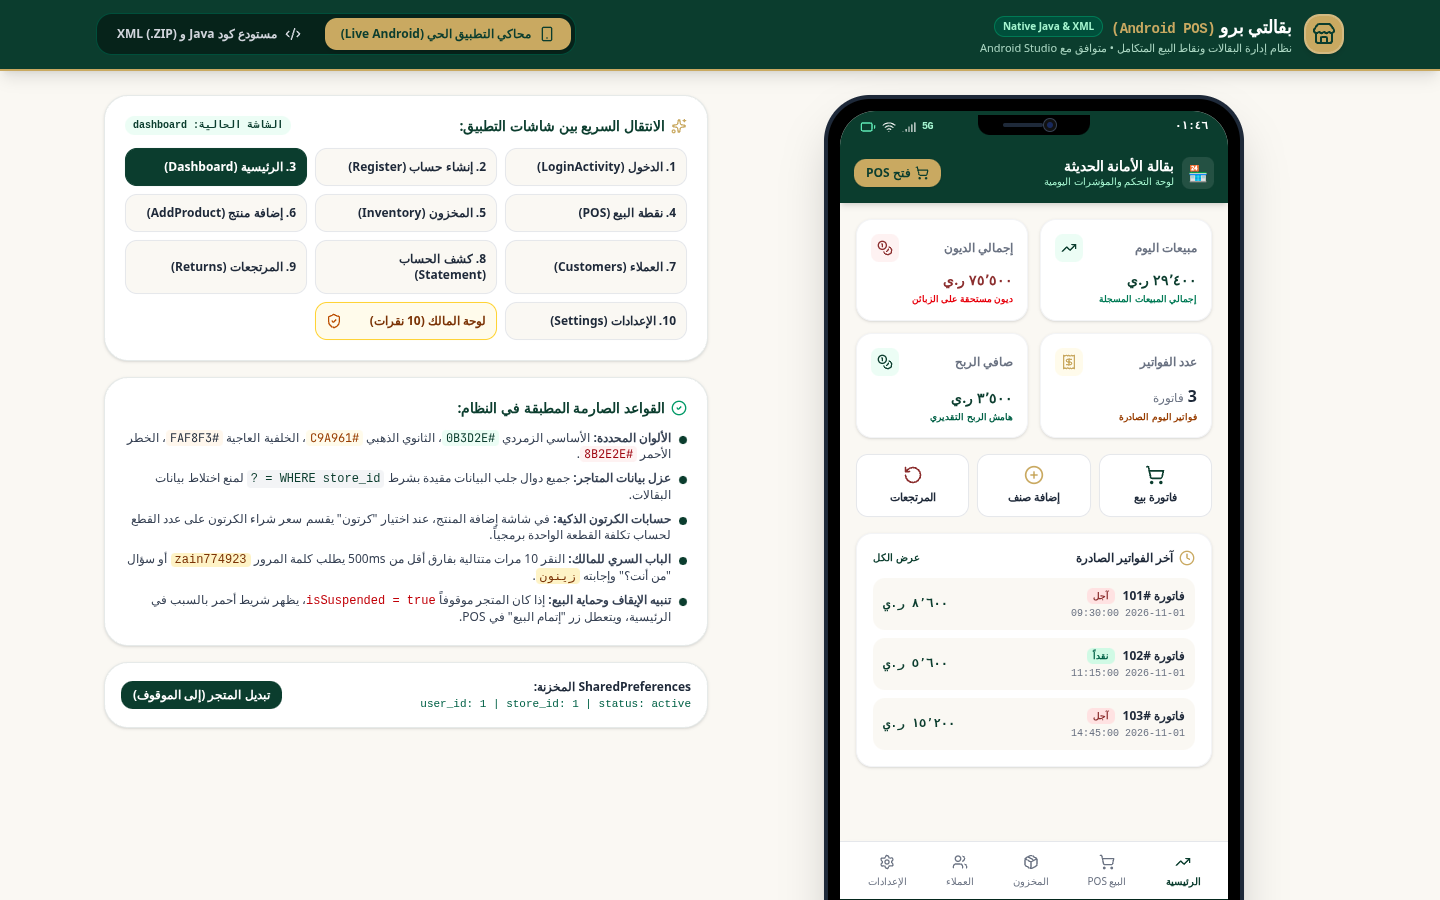 بقالتي برو (Android POS) Native Java & XML
نظام إدارة البقالات ونقاط البيع المتكامل • متوافق مع Android Studio
محاكي التطبيق الحي (Live Android)
مستودع كود Java و XML (.ZIP)
٠١:٤٦
5G
بقالة الأمانة الحديثة
لوحة التحكم والمؤشرات اليومية
فتح POS
مبيعات اليوم
٢٩٬٤٠٠ ر.ي
إجمالي المبيعات المسجلة
إجمالي الديون
٧٥٬٥٠٠ ر.ي
ديون مستحقة على الزبائن
عدد الفواتير
3 فاتورة
فواتير اليوم الصادرة
صافي الربح
٣٬٥٠٠ ر.ي
هامش الربح التقديري
فاتورة بيع
إضافة صنف
المرتجعات
آخر الفواتير الصادرة
عرض الكل
فاتورة #101 آجل
2026-11-01 09:30:00
٨٬٦٠٠ ر.ي
فاتورة #102 نقداً
2026-11-01 11:15:00
٥٬٦٠٠ ر.ي
فاتورة #103 آجل
2026-11-01 14:45:00
١٥٬٢٠٠ ر.ي
الرئيسية
البيع POS
المخزون
العملاء
الإعدادات
الانتقال السريع بين شاشات التطبيق:
الشاشة الحالية: dashboard
1. الدخول (LoginActivity)
2. إنشاء حساب (Register)
3. الرئيسية (Dashboard)
4. نقطة البيع (POS)
5. المخزون (Inventory)
6. إضافة منتج (AddProduct)
7. العملاء (Customers)
8. كشف الحساب
(Statement)
9. المرتجعات (Returns)
10. الإعدادات (Settings)
لوحة المالك (10 نقرات)
القواعد الصارمة المطبقة في النظام:
الألوان المحددة: الأساسي الزمردي #0B3D2E ، الثانوي الذهبي #C9A961 ، الخلفية العاجية #FAF8F3 ، الخطر
الأحمر #8B2E2E .
عزل بيانات المتاجر: جميع دوال جلب البيانات مقيدة بشرط WHERE store_id = ? لمنع اختلاط بيانات
البقالات.
حسابات الكرتون الذكية: في شاشة إضافة المنتج، عند اختيار "كرتون" يقسم سعر شراء الكرتون على عدد القطع
لحساب تكلفة القطعة الواحدة برمجياً.
الباب السري للمالك: النقر 10 مرات متتالية بفارق أقل من 500ms يطلب كلمة المرور zain774923 أو سؤال
"من أنت؟" وإجابته زينون .
تنبيه الإيقاف وحماية البيع: إذا كان المتجر موقوفاً isSuspended = true، يظهر شريط أحمر بالسبب في
الرئيسية، ويتعطل زر "إتمام البيع" في POS.
SharedPreferences المخزنة:
user_id: 1 | store_id: 1 | status: active
تبديل المتجر (إلى الموقوف)